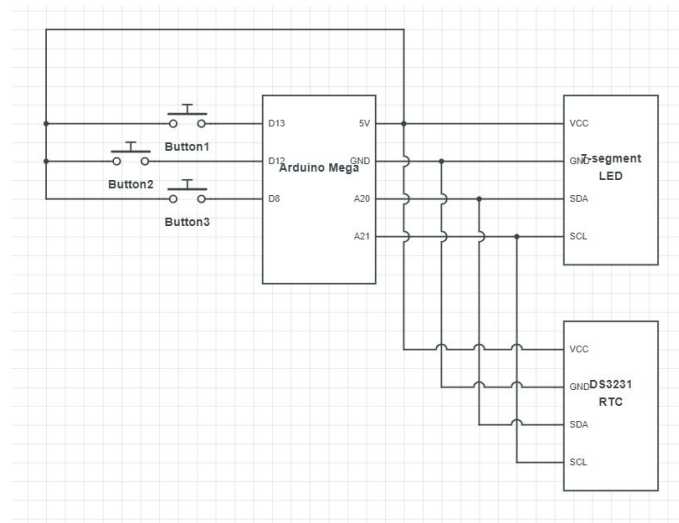 Button1
Button2
Button3
D13
D12
D8
Arduino Mega
5V
GND
A20
A21
VCC
GND
SDA
SCL
7-segment
LED
VCC
GND
SDA
SCL
DS3231
RTC